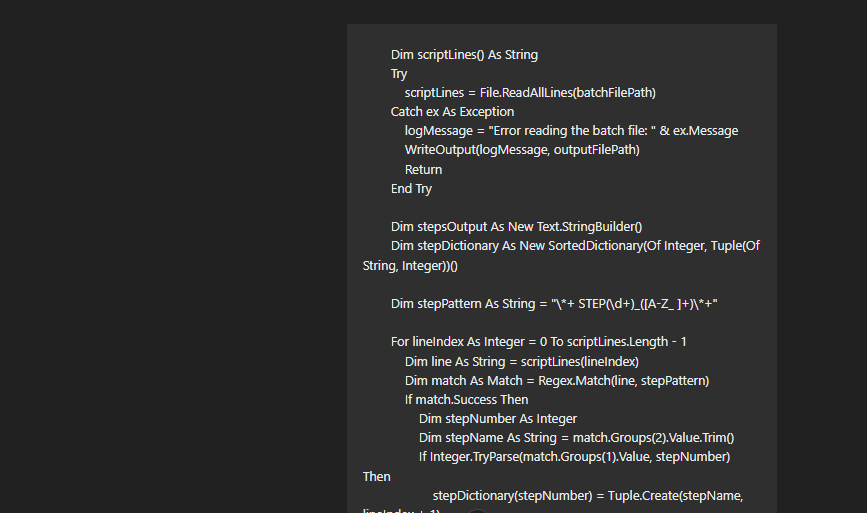 Dim scriptLines() As String
Try
scriptLines = File.ReadAllLines(batchFilePath)
Catch ex As Exception
logMessage = "Error reading the batch file: " & ex.Message
WriteOutput(logMessage, outputFilePath)
Return
End Try
Dim stepsOutput As New Text.StringBuilder()
Dim stepDictionary As New SortedDictionary(Of Integer, Tuple(Of
String, Integer))()
Dim stepPattern As String = "\*+ STEP(\d+)_([A-Z_ ]+)\*+"
For lineIndex As Integer = 0 To scriptLines.Length - 1
Dim line As String = scriptLines(lineIndex)
Dim match As Match = Regex.Match(line, stepPattern)
If match.Success Then
Dim stepNumber As Integer
Dim stepName As String = match.Groups(2).Value.Trim()
If Integer.TryParse(match.Groups(1).Value, stepNumber)
Then
stepDictionary(stepNumber) = Tuple.Create(stepName,
lineIndex + 1)